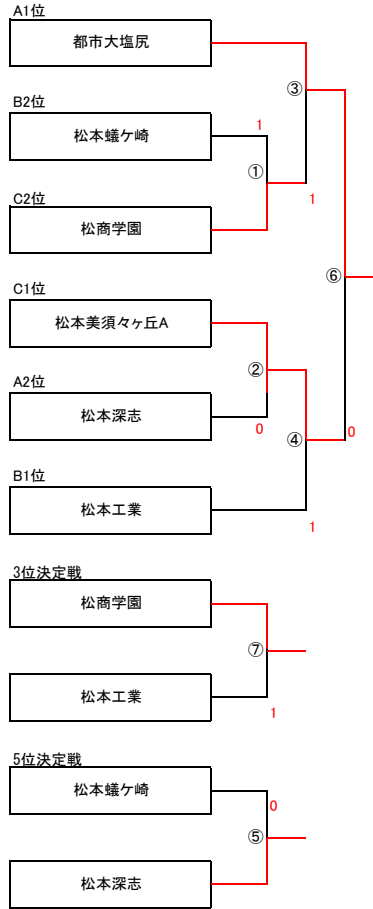 A1位
都市大塩尻
③
B2位
1
松本蟻ケ崎
①
C2位
1
松商学園
⑥
C1位
松本美須々ヶ丘A
②
A2位
松本深志
0
④
0
B1位
松本工業
1
3位決定戦
松商学園
⑦
松本工業
1
5位決定戦
松本蟻ケ崎
0
⑤
松本深志